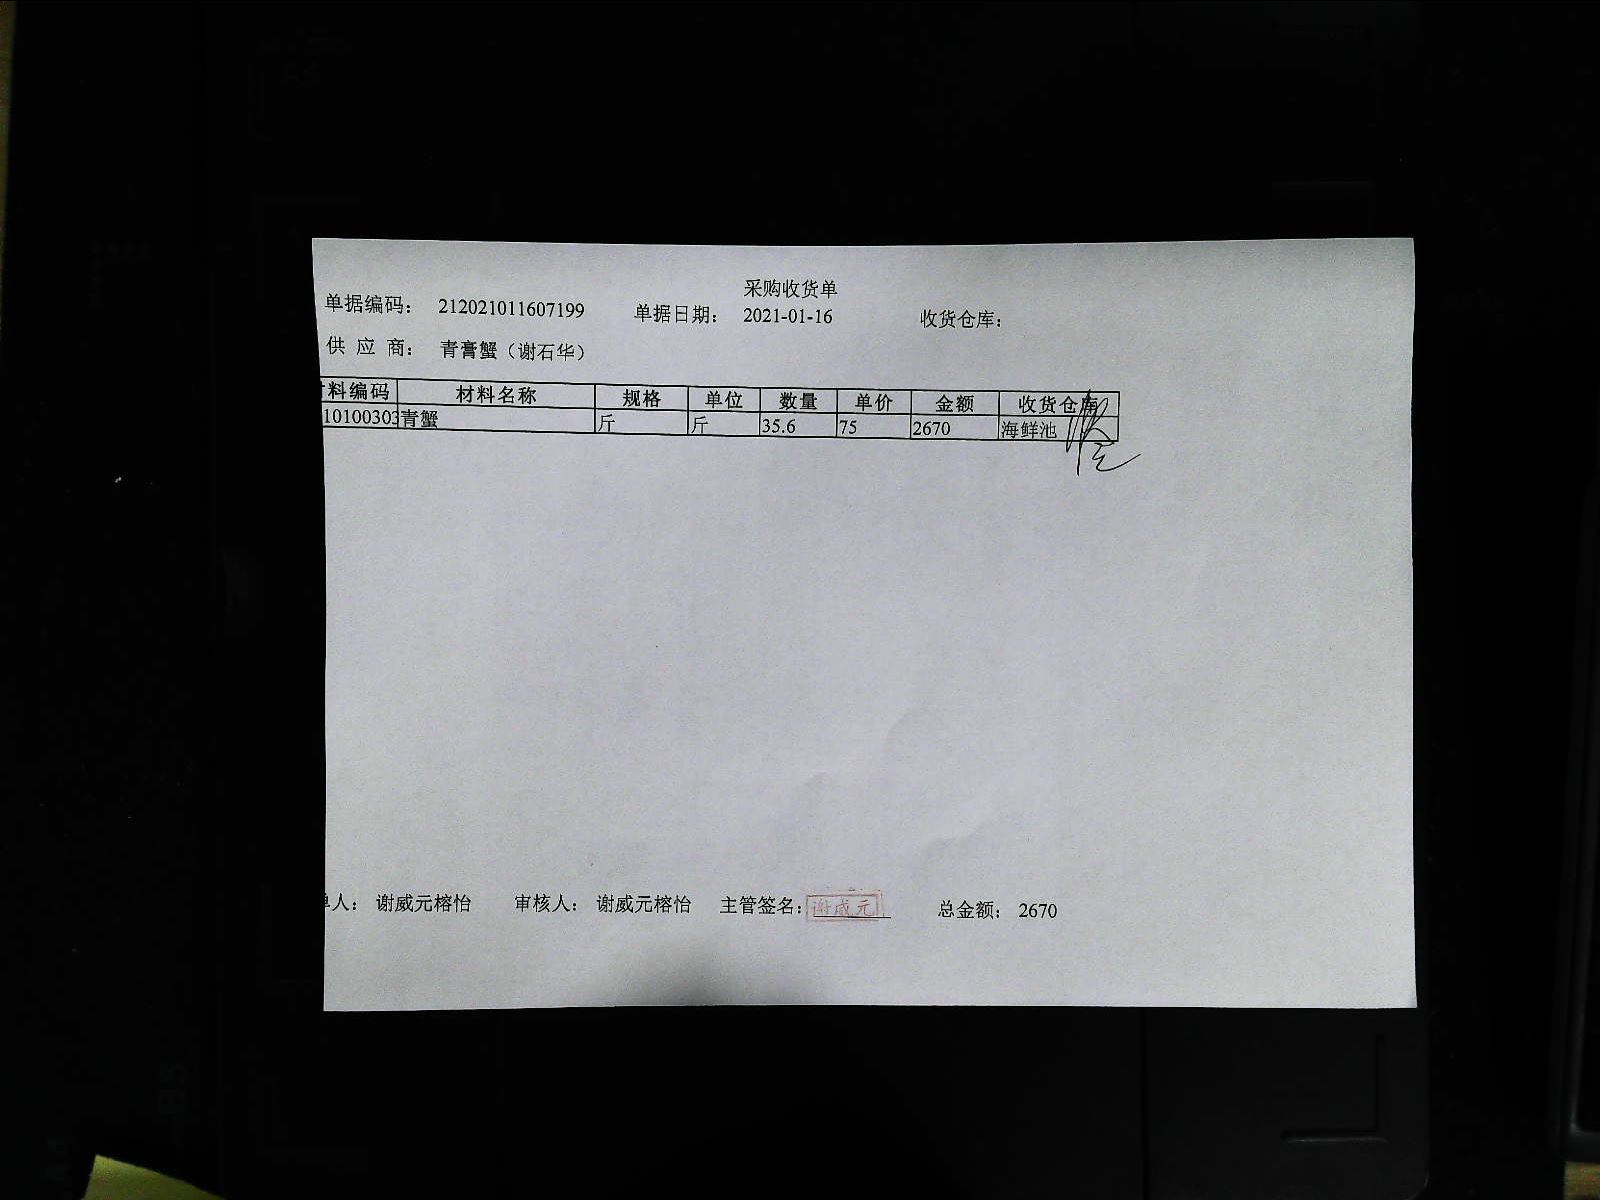 采购收货单
单据编码： 212021011607199 单据日期： 2021-01-16 收货仓库：
供 应 商： 青膏蟹（谢石华）
材料编码 材料名称 规格 单位 数量 单价 金额 收货仓库
10100303 青蟹 斤 斤 35.6 75 2670 海鲜池
单人： 谢威元榕怡 审核人： 谢威元榕怡 主管签名： 谢威元 总金额： 2670